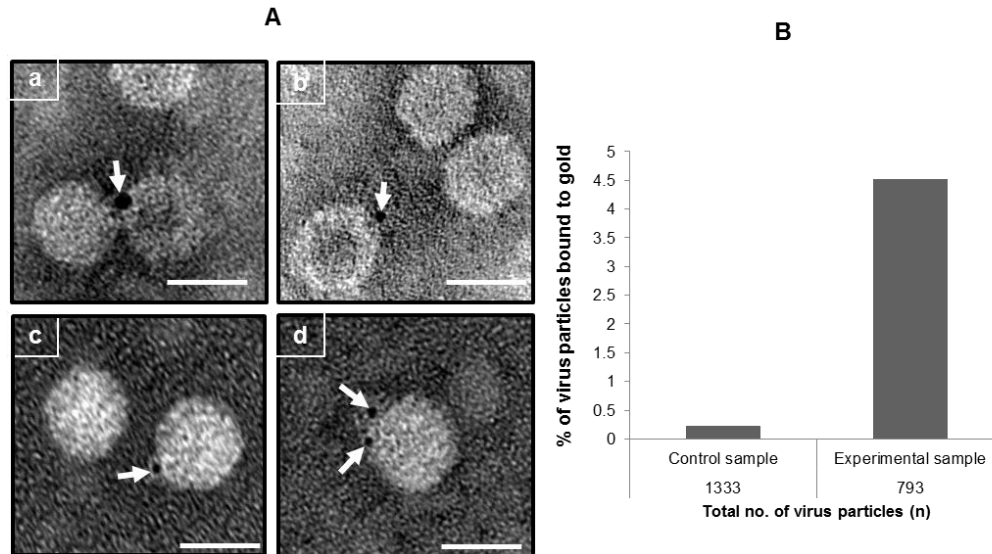 A
a
b
c
d
B
% of virus particles bound to gold
5
4.5
4
3.5
3
2.5
2
1.5
1
0.5
0
Control sample
Experimental sample
1333
793
Total no. of virus particles (n)